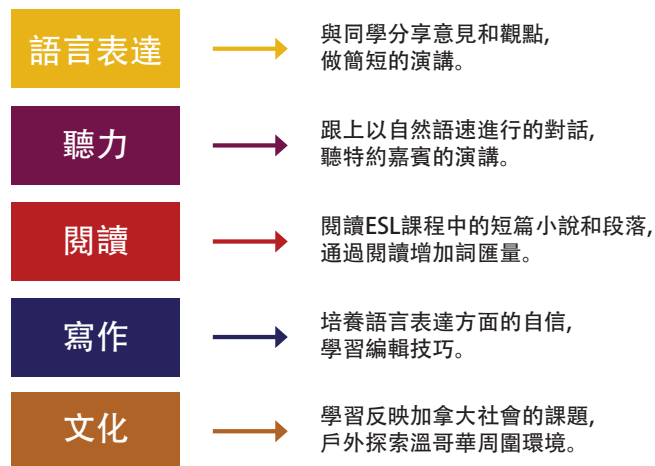 語言表達
與同學分享意見和觀點,
做簡短的演講。
聽力
跟上以自然語速進行的對話,
聽特約嘉賓的演講。
閱讀
閱讀ESL課程中的短篇小說和段落,
通過閱讀增加詞匯量。
寫作
培養語言表達方面的自信,
學習編輯技巧。
文化
學習反映加拿大社會的課題,
戶外探索溫哥華周圍環境。